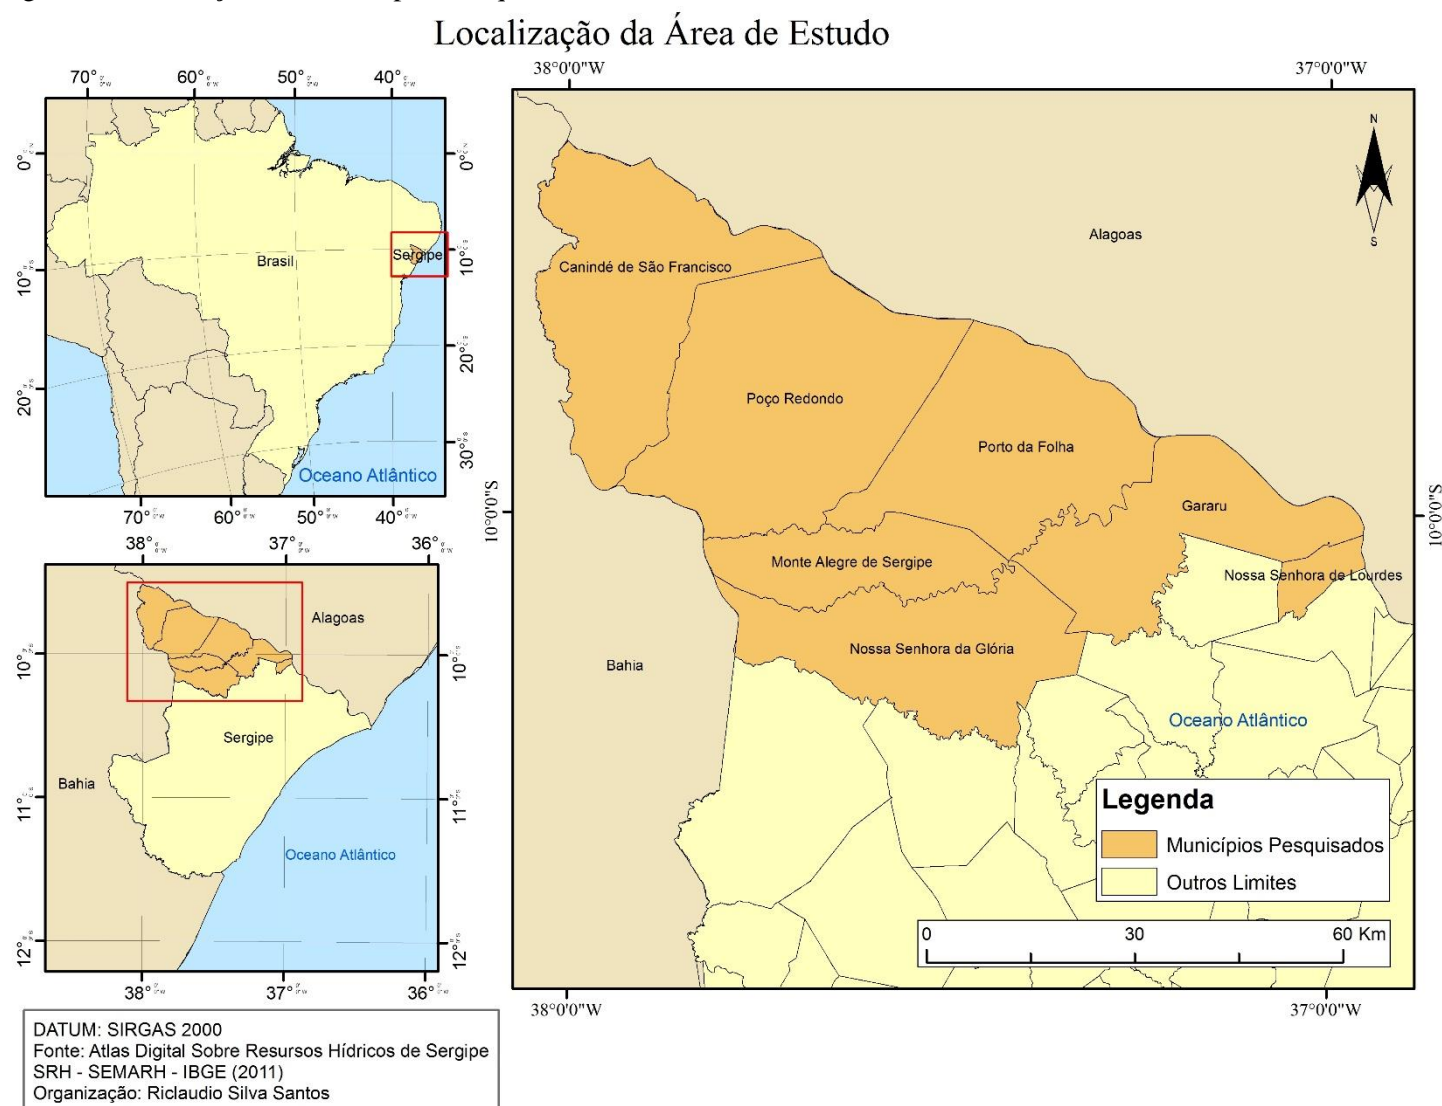 Localização da Área de Estudo
70° 60° 50° 40°
0° 0°
10° 10°
20° 20°
30°
Brasil
Sergipe
Oceano Atlântico
70° 60° 50° 40°
38° 37° 36°
10° 10°
11° 11°
12° 12°
Alagoas
Sergipe
Bahia
Oceano Atlântico
38° 37° 36°
38°0'0"W 37°0'0"W
N
S
Alagoas
Canindé de São Francisco
Poço Redondo
Porto da Folha
Gararu
10°0'0"S 10°0'0"S
Monte Alegre de Sergipe
Nossa Senhora de Lourdes
Nossa Senhora da Glória
Bahia
Oceano Atlântico
Legenda
Municípios Pesquisados
Outros Limites
0 30 60 Km
38°0'0"W 37°0'0"W
DATUM: SIRGAS 2000
Fonte: Atlas Digital Sobre Resursos Hídricos de Sergipe
SRH - SEMARH - IBGE (2011)
Organização: Riclaudio Silva Santos